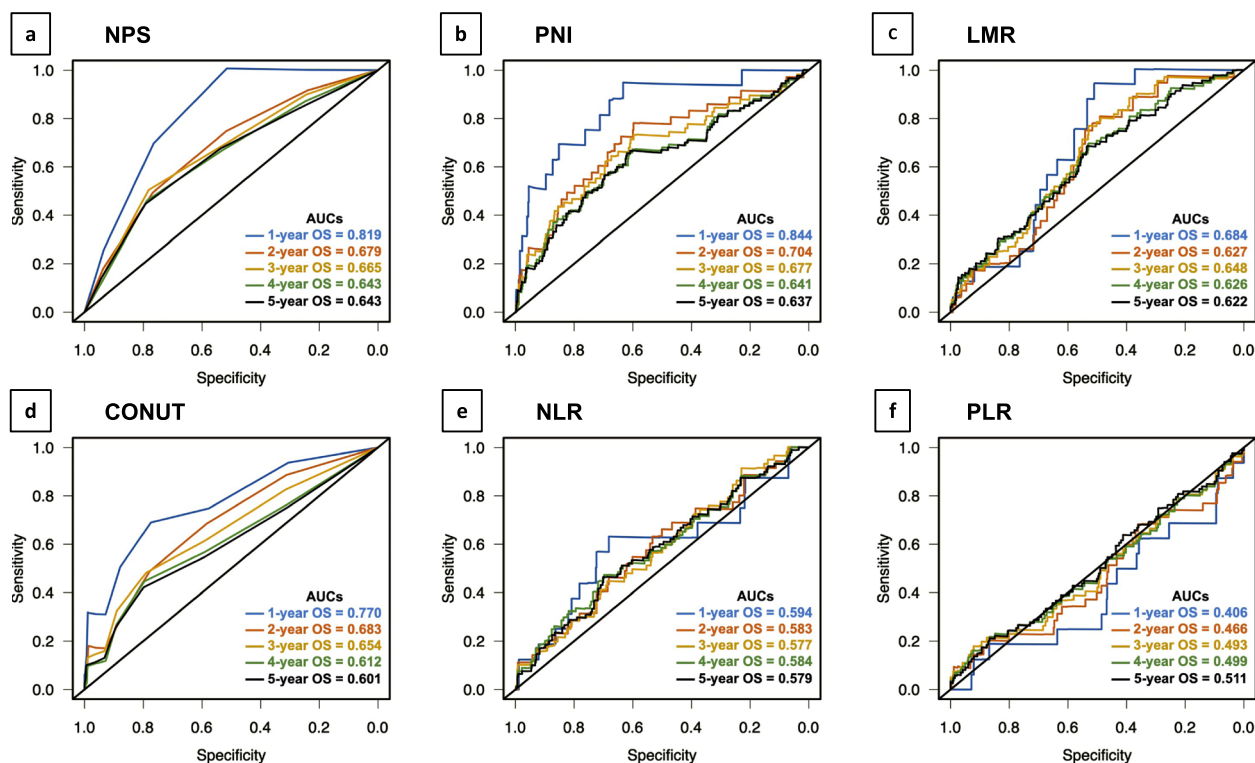 a NPS
1.0
0.8
0.6
0.4
0.2
0.0
Sensitivity
AUCs
1-year OS = 0.819
2-year OS = 0.679
3-year OS = 0.665
4-year OS = 0.643
5-year OS = 0.643
1.0 0.8 0.6 0.4 0.2 0.0
Specificity
b PNI
1.0
0.8
0.6
0.4
0.2
0.0
Sensitivity
AUCs
1-year OS = 0.844
2-year OS = 0.704
3-year OS = 0.677
4-year OS = 0.641
5-year OS = 0.637
1.0 0.8 0.6 0.4 0.2 0.0
Specificity
c LMR
1.0
0.8
0.6
0.4
0.2
0.0
Sensitivity
AUCs
1-year OS = 0.684
2-year OS = 0.627
3-year OS = 0.648
4-year OS = 0.626
5-year OS = 0.622
1.0 0.8 0.6 0.4 0.2 0.0
Specificity
d CONUT
1.0
0.8
0.6
0.4
0.2
0.0
Sensitivity
AUCs
1-year OS = 0.770
2-year OS = 0.683
3-year OS = 0.654
4-year OS = 0.612
5-year OS = 0.601
1.0 0.8 0.6 0.4 0.2 0.0
Specificity
e NLR
1.0
0.8
0.6
0.4
0.2
0.0
Sensitivity
AUCs
1-year OS = 0.594
2-year OS = 0.583
3-year OS = 0.577
4-year OS = 0.584
5-year OS = 0.579
1.0 0.8 0.6 0.4 0.2 0.0
Specificity
f PLR
1.0
0.8
0.6
0.4
0.2
0.0
Sensitivity
AUCs
1-year OS = 0.406
2-year OS = 0.466
3-year OS = 0.493
4-year OS = 0.499
5-year OS = 0.511
1.0 0.8 0.6 0.4 0.2 0.0
Specificity